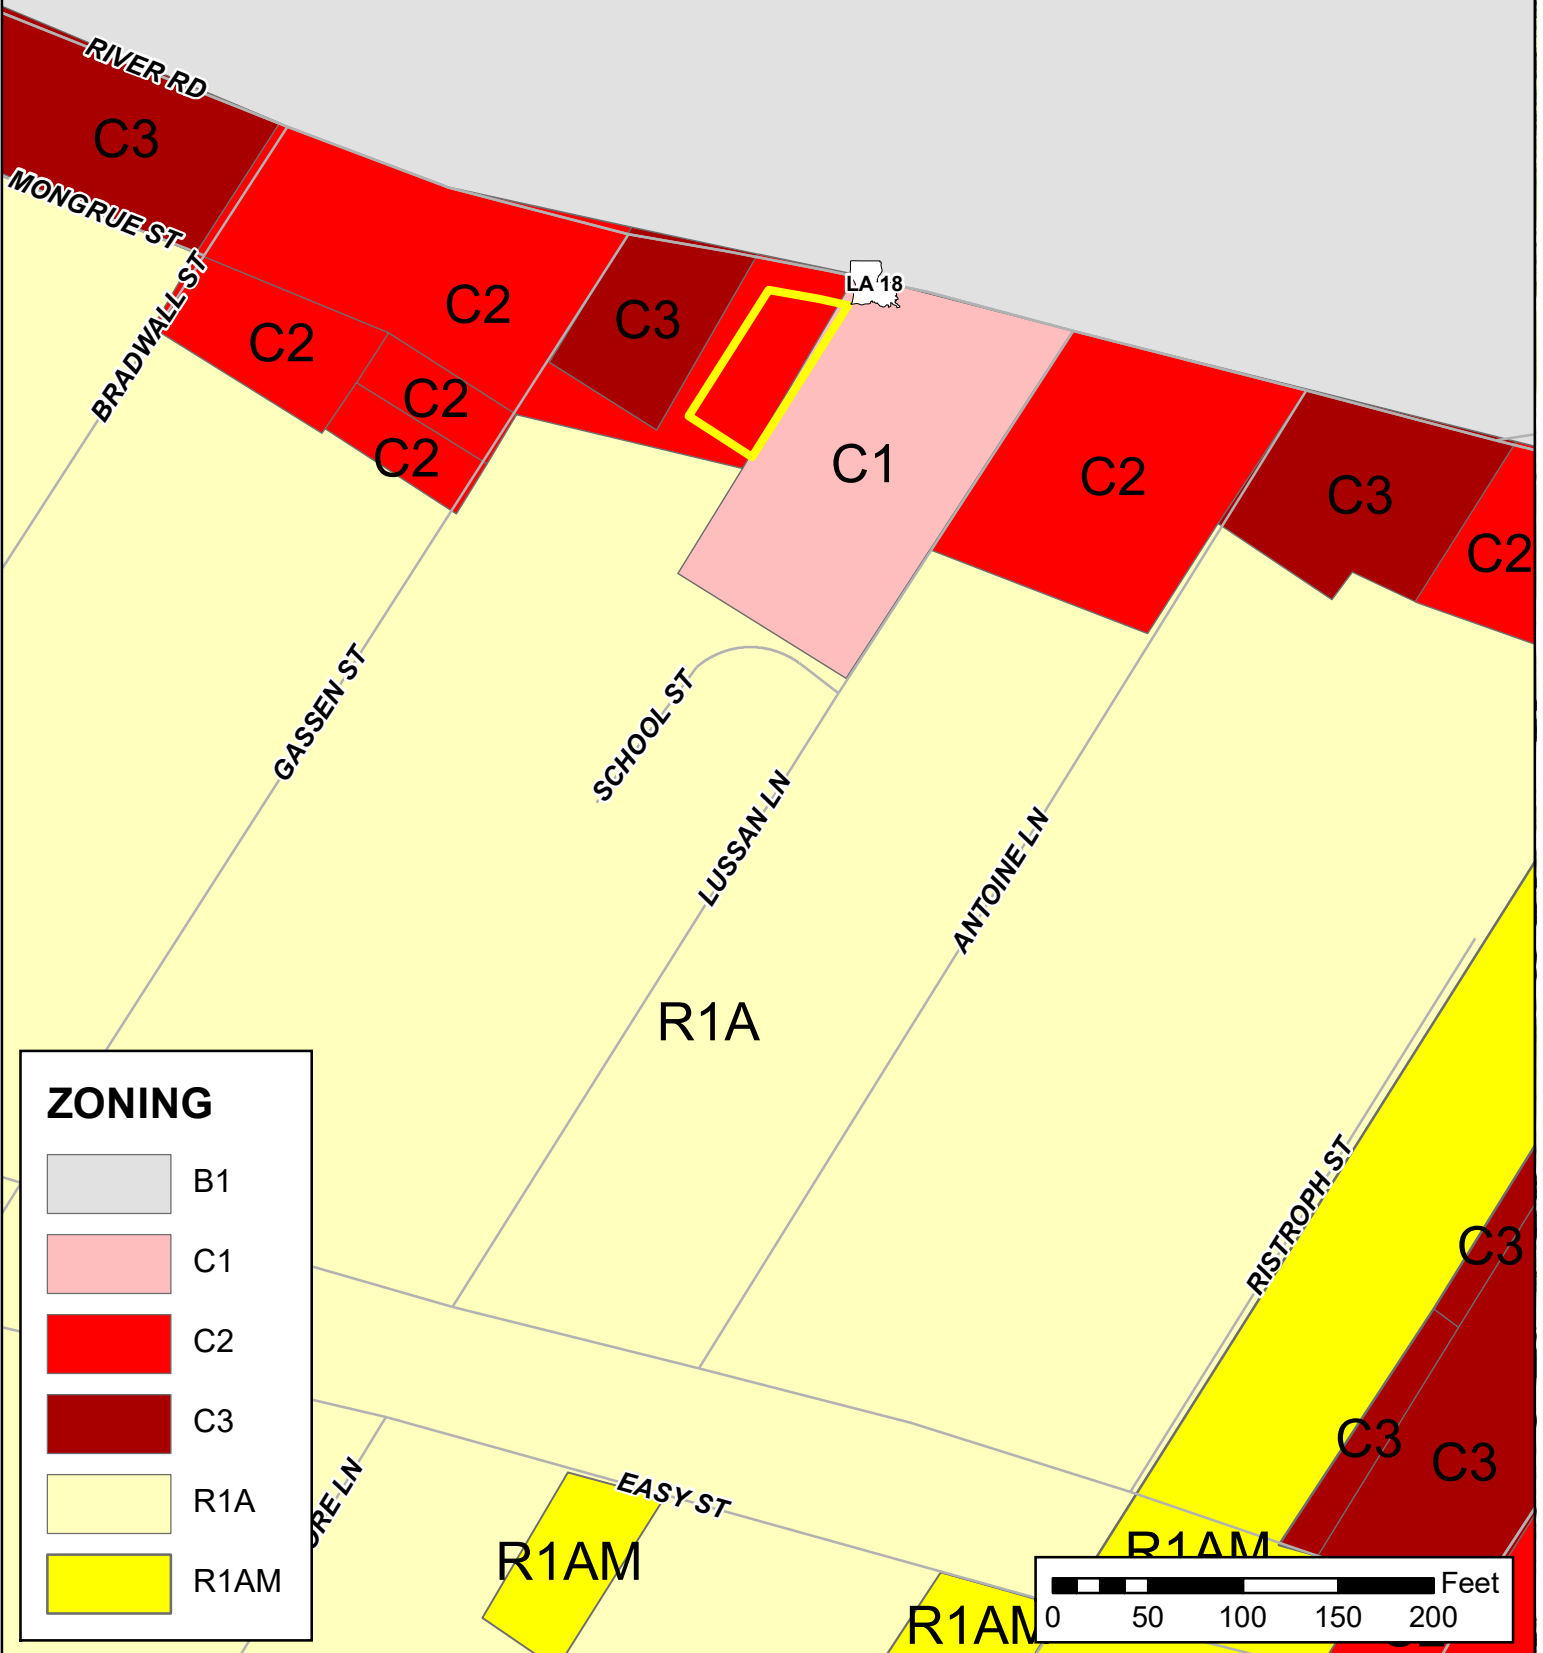 RIVER RD
C3
MONGRUE ST
BRADWALL ST
C2
C2
C2
C2
C3
LA 18
C1
C2
C3
C2
GASSEN ST
SCHOOL ST
LUSSAN LN
ANTOINE LN
R1A
RISTROPH ST
C3
C3
C3
EASY ST
R1AM
R1AM
R1AM
ZONING
B1
C1
C2
C3
R1A
R1AM
Feet
0 50 100 150 200